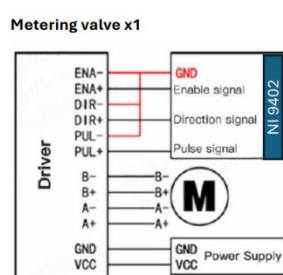 Metering valve x1
ENA- GND
ENA+ Enable signal
DIR-
DIR+ Direction signal
PUL-
PUL+ Pulse signal
NI 9402
Driver
B- B-
B+ B+
A- A-
A+ A+
M
GND GND
VCC VCC
Power Supply